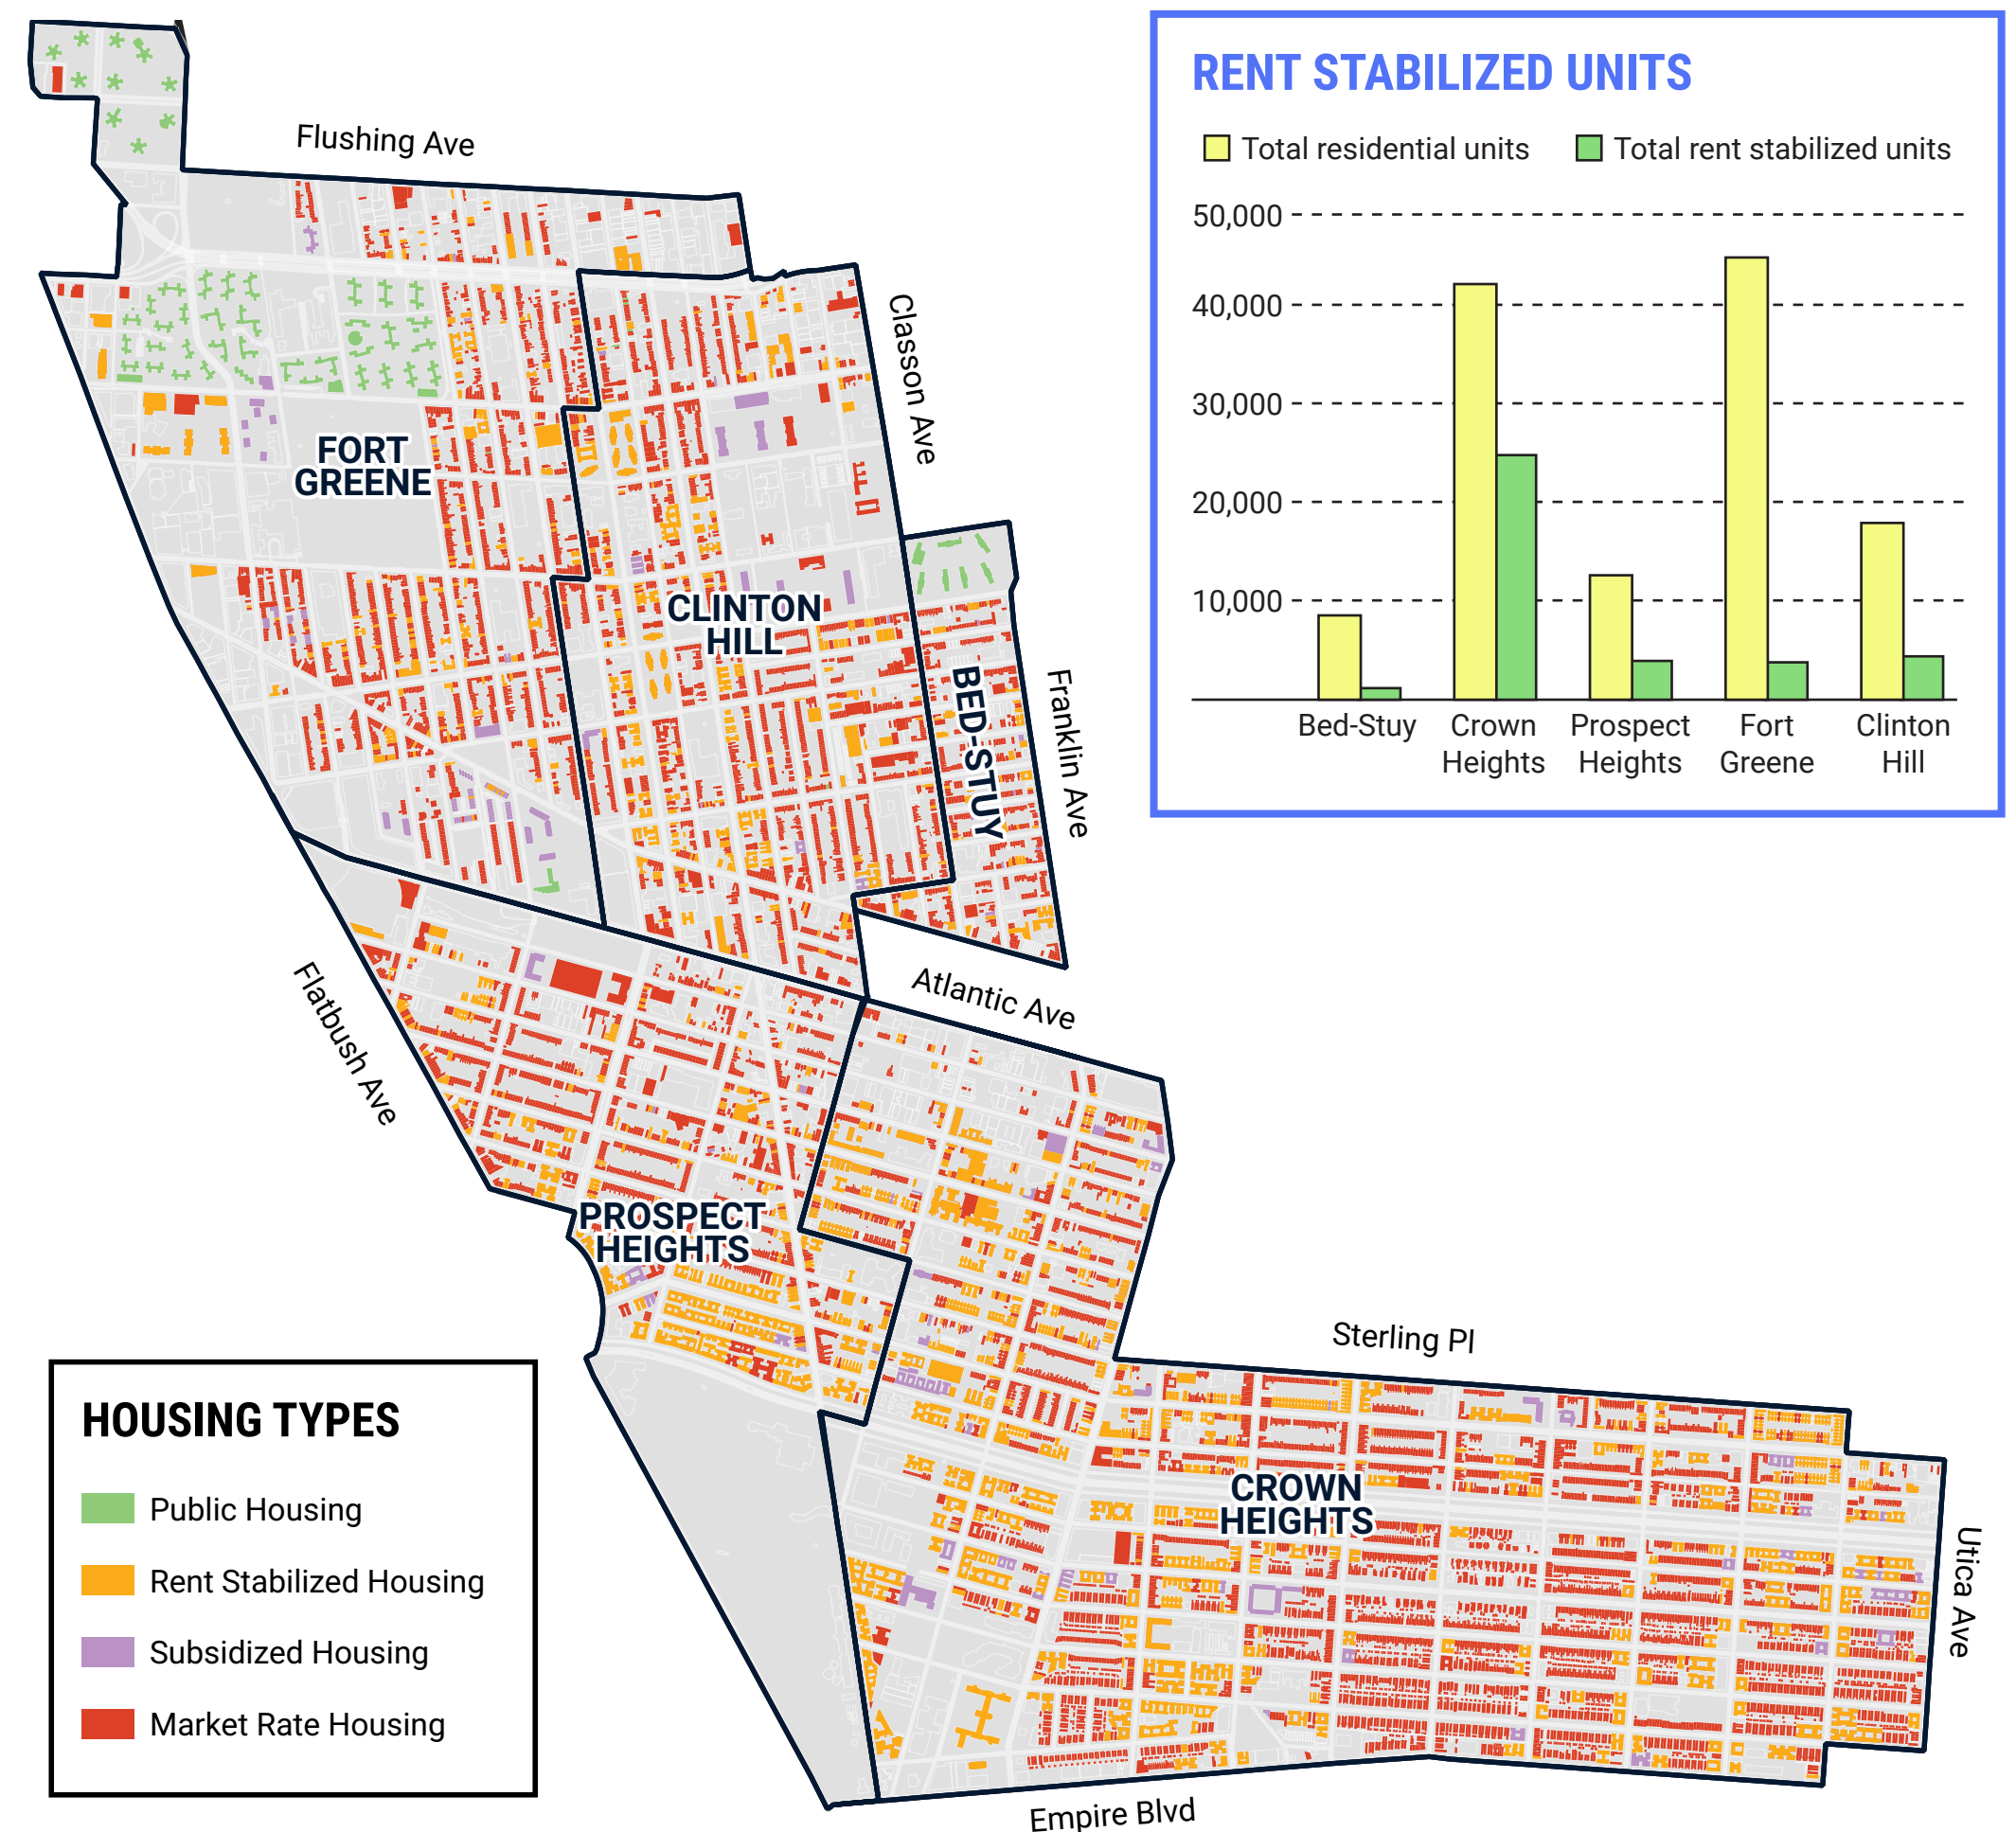 RENT STABILIZED UNITS
Total residential units
Total rent stabilized units
50,000
40,000
30,000
20,000
10,000
Bed-Stuy
Crown
Heights
Prospect
Heights
Fort
Greene
Clinton
Hill
Flushing Ave
Classon Ave
FORT
GREENE
CLINTON
HILL
BED-STUY
Franklin Ave
Atlantic Ave
Flatbush Ave
PROSPECT
HEIGHTS
Sterling Pl
CROWN
HEIGHTS
Utica Ave
Empire Blvd
HOUSING TYPES
Public Housing
Rent Stabilized Housing
Subsidized Housing
Market Rate Housing